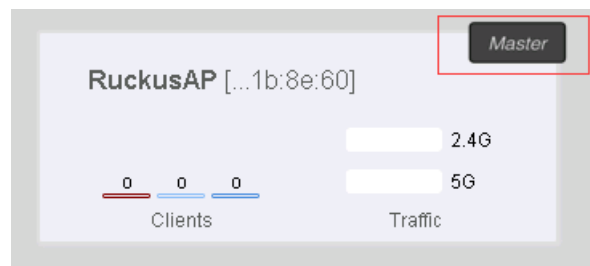 Master
RuckusAP [...1b:8e:60]
2.4G
0 0 0 5G
Clients Traffic